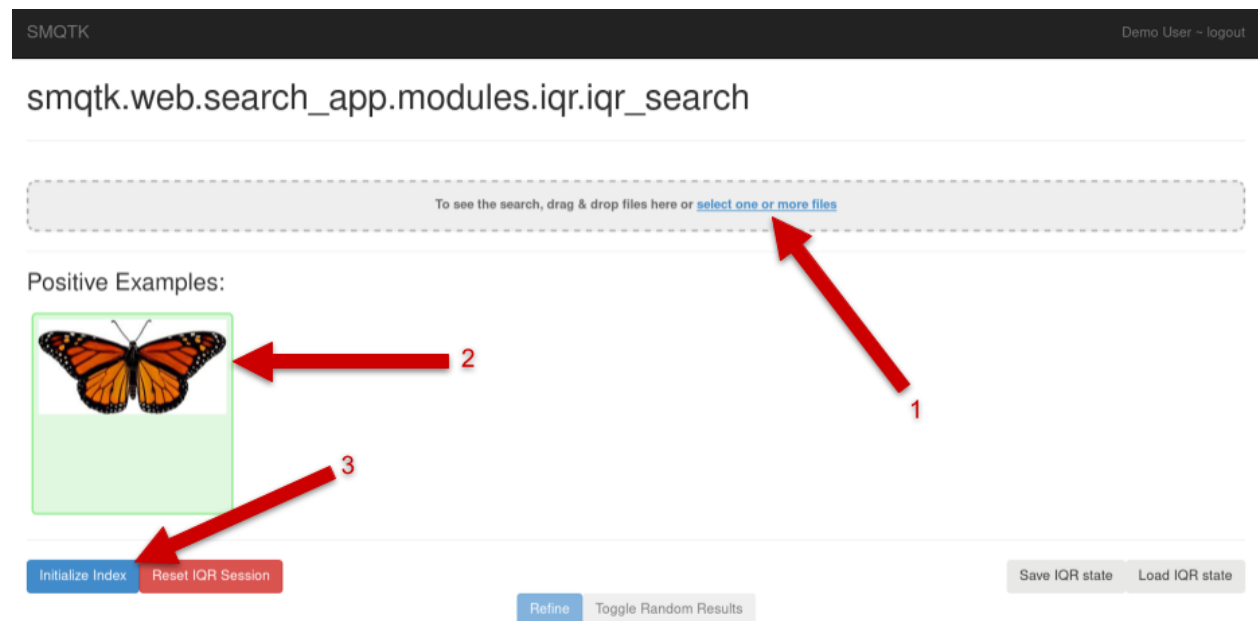 SMQTK
Demo User ~ logout
smqtk.web.search_app.modules.iqr.iqr_search
To see the search, drag & drop files here or select one or more files
Positive Examples:
2
1
3
Initialize Index
Reset IQR Session
Save IQR state
Load IQR state
Refine
Toggle Random Results